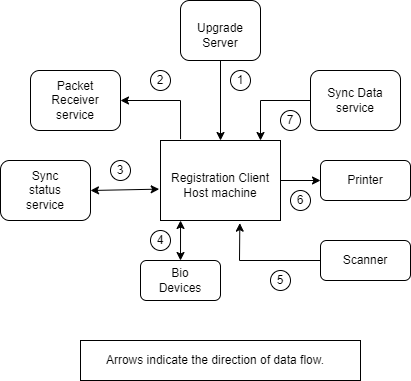 Upgrade
Server
1
2
Packet
Receiver
service
7
Sync Data
service
3
Sync
status
service
Registration Client
Host machine
6
Printer
4
Bio
Devices
5
Scanner
Arrows indicate the direction of data flow.